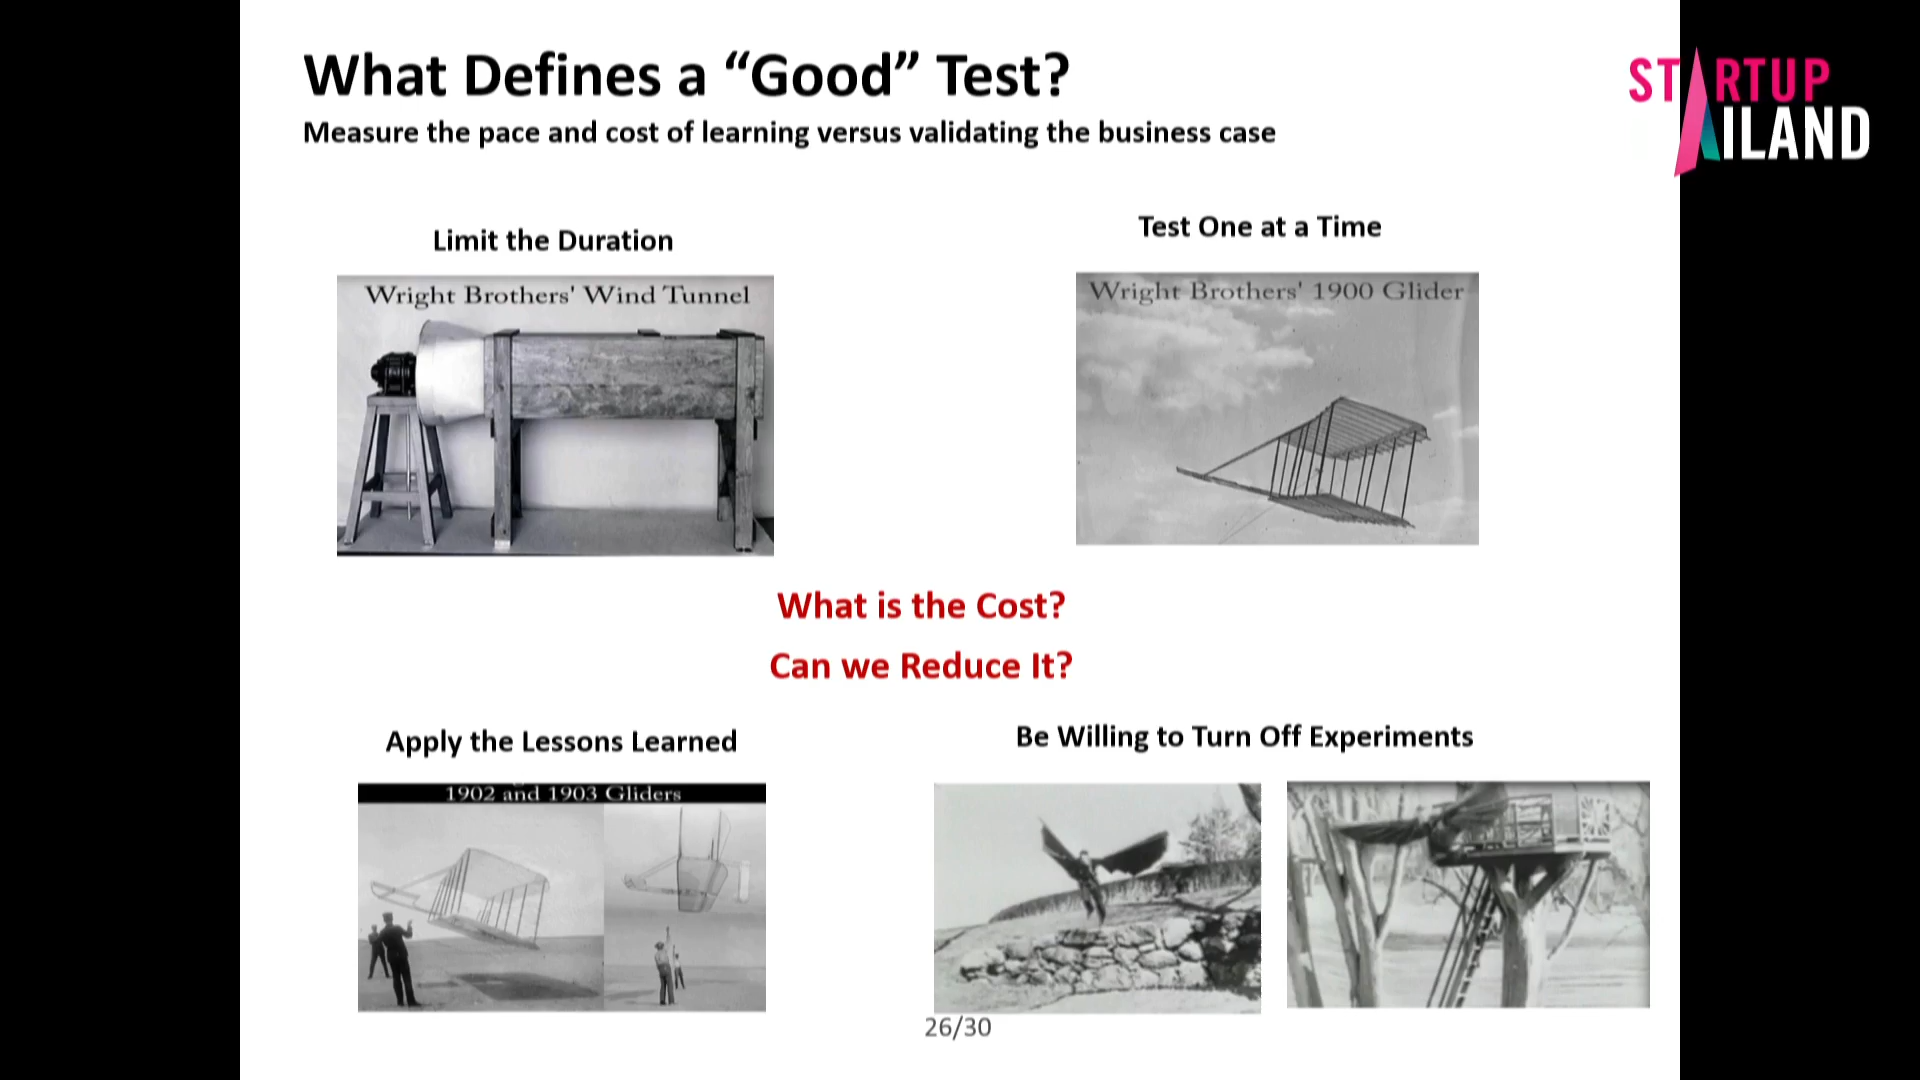 What Defines a “Good” Test?
Measure the pace and cost of learning versus validating the business case
STARTUP
AILAND
Limit the Duration
Test One at a Time
Wright Brothers' Wind Tunnel
Wright Brothers' 1900 Glider
What is the Cost?
Can we Reduce It?
Apply the Lessons Learned
Be Willing to Turn Off Experiments
1902 and 1903 Gliders
26/30